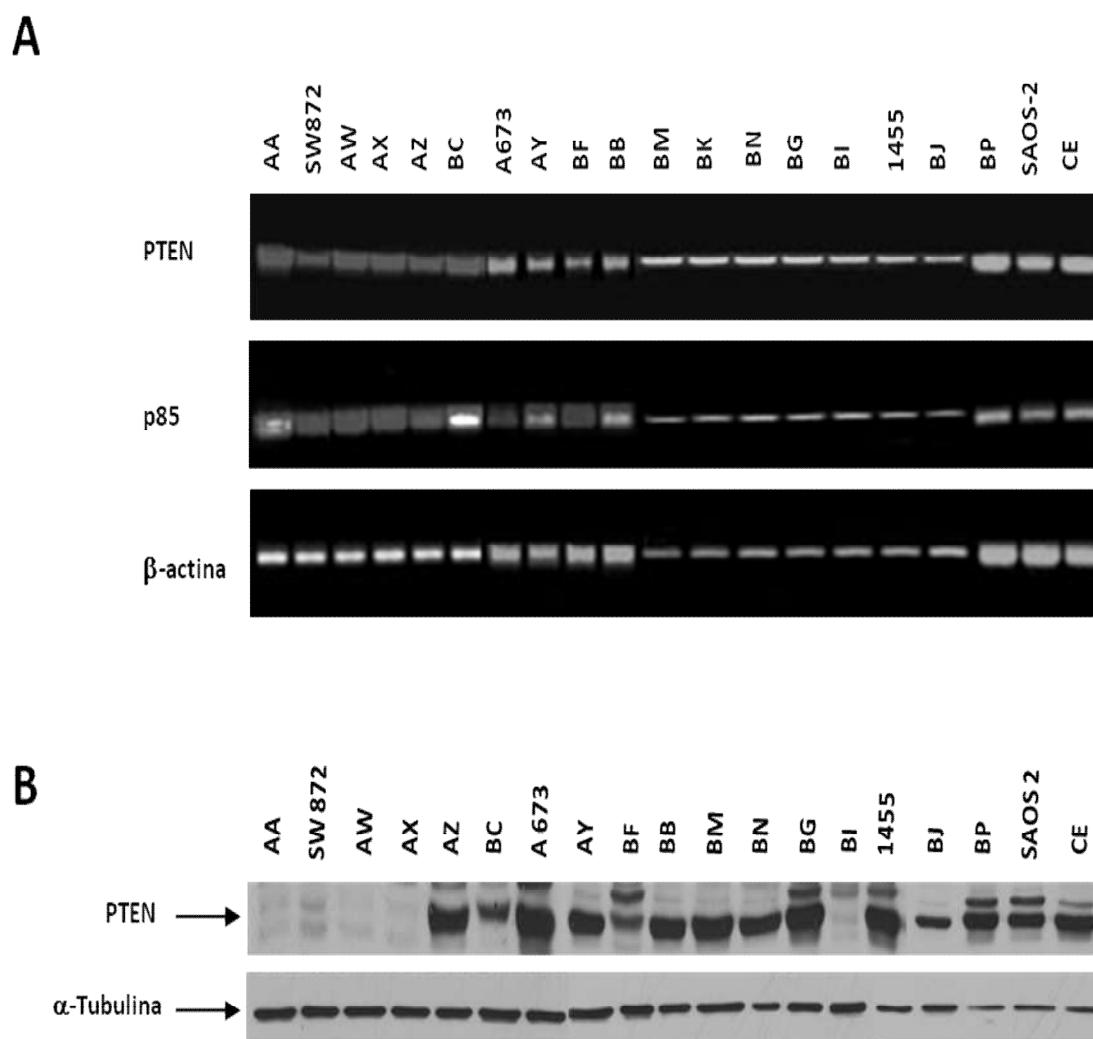 A
AA SW872 AW AX AZ BC A673 AY BF BB BM BK BN BG BI 1455 BJ BP SAOS-2 CE
PTEN
p85
β-actina
B
AA SW 872 AW AX AZ BC A 673 AY BF BB BM BN BG BI 1455 BJ BP SAOS 2 CE
PTEN
α-Tubulina